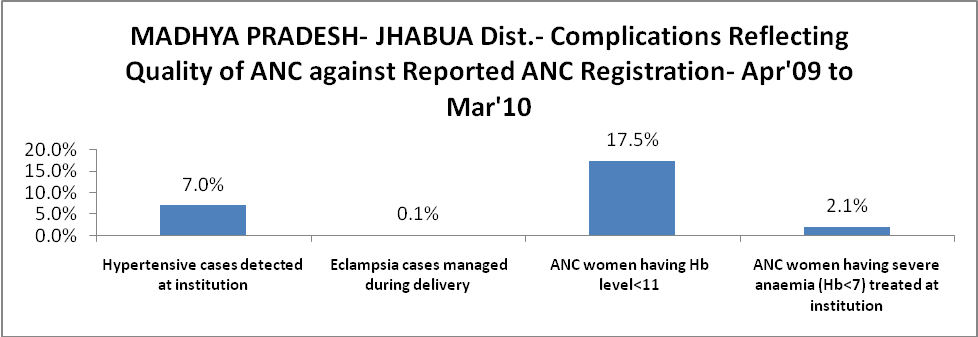 MADHYA PRADESH- JHABUA Dist.- Complications Reflecting
Quality of ANC against Reported ANC Registration- Apr'09 to
Mar'10
20.0%
15.0%
10.0%
5.0%
0.0%
7.0%
0.1%
17.5%
2.1%
Hypertensive cases detected
at institution
Eclampsia cases managed
during delivery
ANC women having Hb
level<11
ANC women having severe
anaemia (Hb<7) treated at
institution